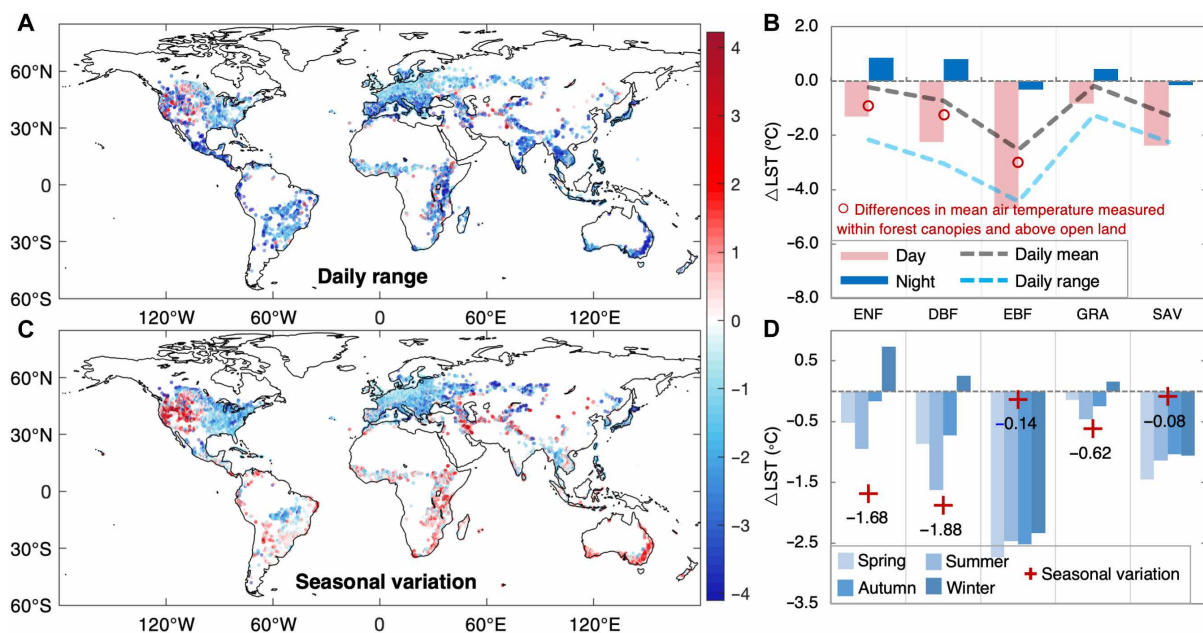 A
60°N
30°N
0
30°S
60°S
120°W
60°W
0
60°E
120°E
Daily range
4
3
2
1
0
−1
−2
−3
−4
B
2.0
0.0
−2.0
−4.0
−6.0
−8.0
△LST (°C)
Differences in mean air temperature measured
within forest canopies and above open land
Day
Daily mean
Night
Daily range
ENF
DBF
EBF
GRA
SAV
C
60°N
30°N
0
30°S
60°S
120°W
60°W
0
60°E
120°E
Seasonal variation
D
0.5
−0.5
−1.5
−2.5
−3.5
△LST (°C)
−1.68
−1.88
−0.14
−0.62
−0.08
Spring
Summer
Seasonal variation
Autumn
Winter